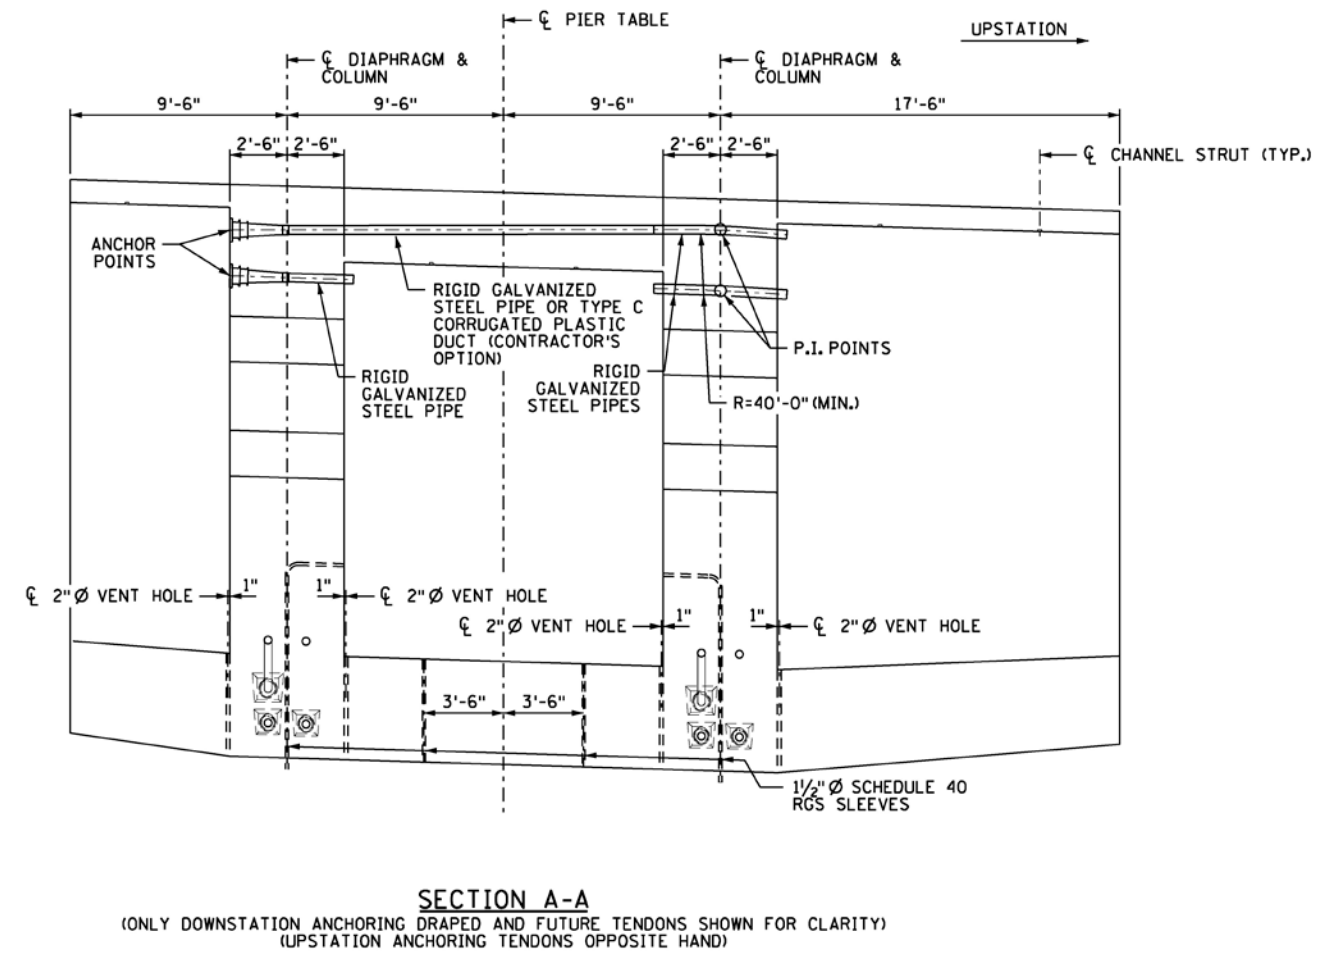 ℄ PIER TABLE
UPSTATION
℄ DIAPHRAGM &
COLUMN
℄ DIAPHRAGM &
COLUMN
9'-6"
9'-6"
9'-6"
17'-6"
2'-6"
2'-6"
2'-6"
2'-6"
℄ CHANNEL STRUT (TYP.)
ANCHOR
POINTS
RIGID GALVANIZED
STEEL PIPE OR TYPE C
CORRUGATED PLASTIC
DUCT (CONTRACTOR'S
OPTION)
P.I. POINTS
RIGID
GALVANIZED
STEEL PIPE
RIGID
GALVANIZED
STEEL PIPES
R=40'-0" (MIN.)
℄ 2"Ø VENT HOLE
1"
1"
℄ 2"Ø VENT HOLE
℄ 2"Ø VENT HOLE
1"
1"
℄ 2"Ø VENT HOLE
3'-6"
3'-6"
1½"Ø SCHEDULE 40
RGS SLEEVES
SECTION A-A
(ONLY DOWNSTATION ANCHORING DRAPED AND FUTURE TENDONS SHOWN FOR CLARITY)
(UPSTATION ANCHORING TENDONS OPPOSITE HAND)